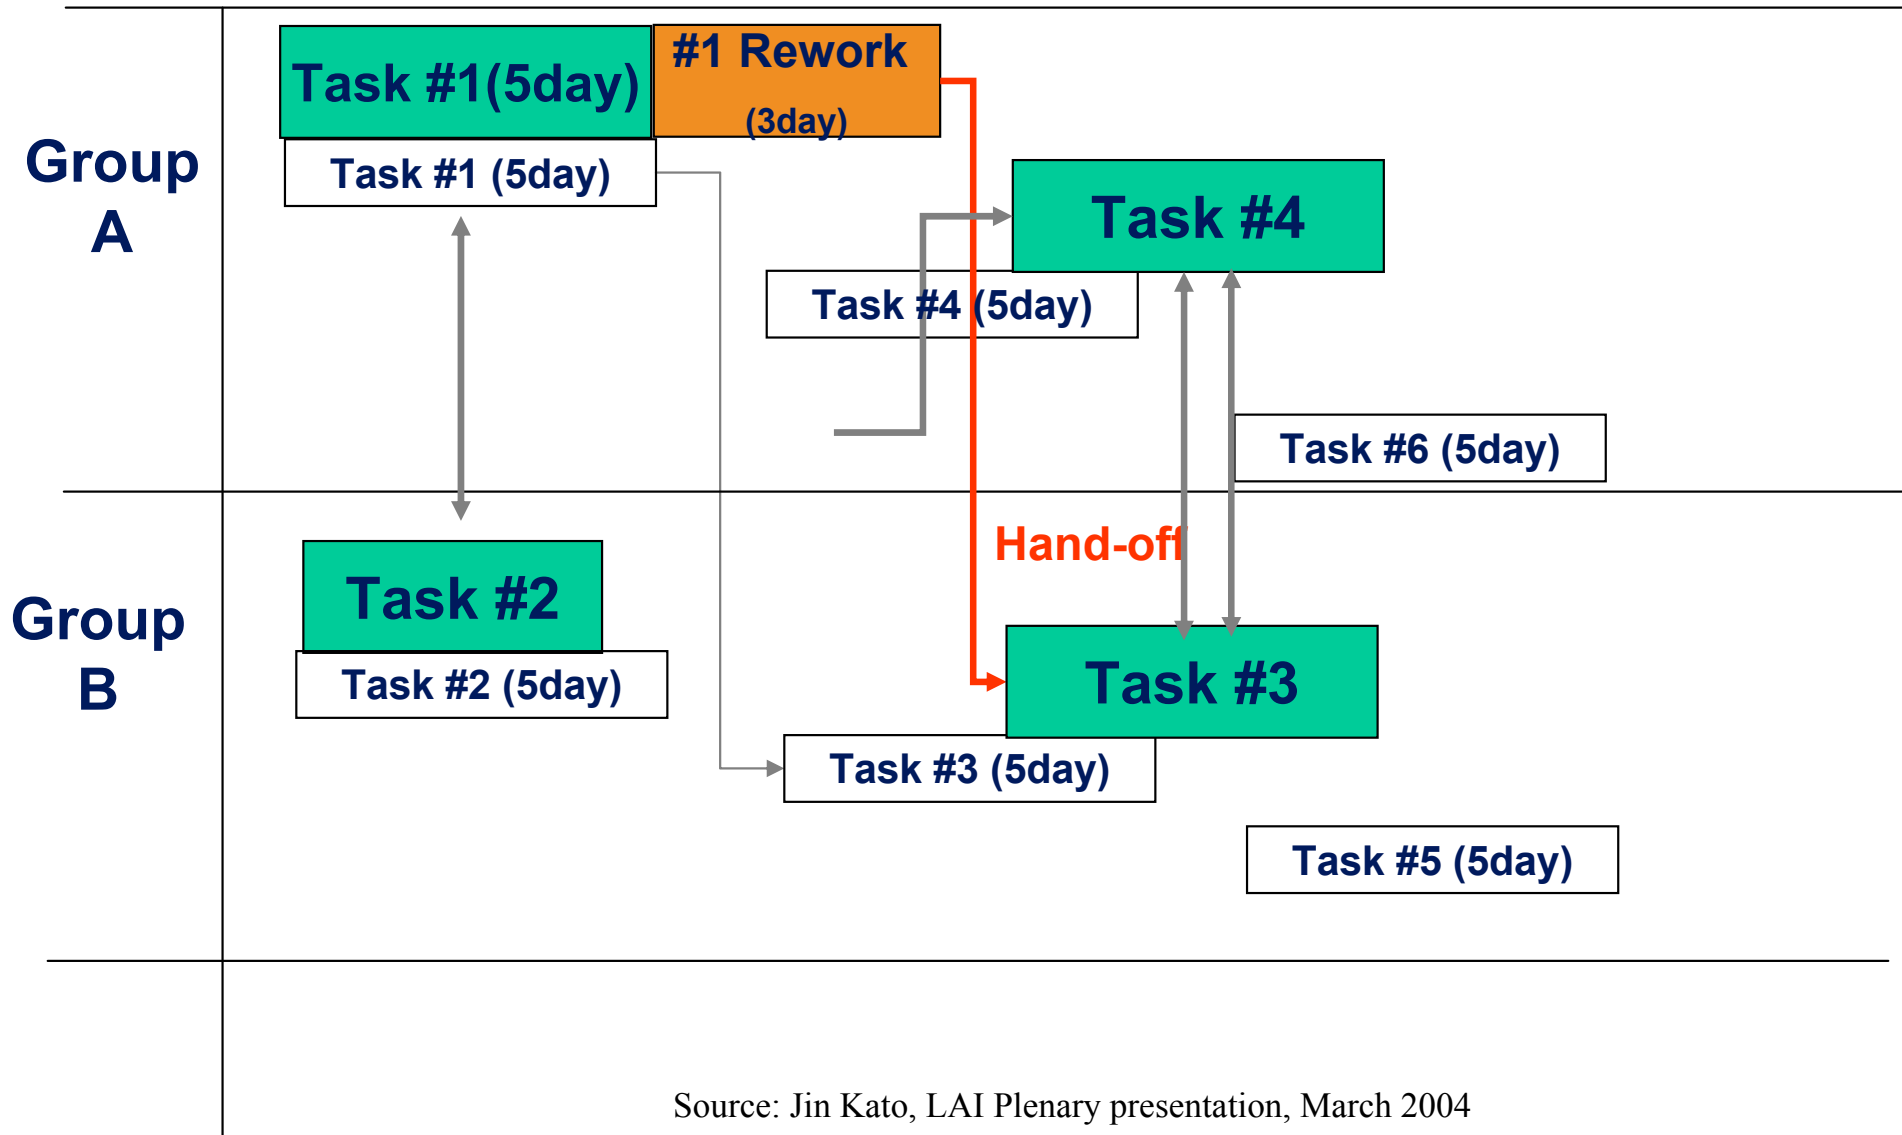 Group
A
Task #1(5day)
#1 Rework
(3day)
Task #1 (5day)
Task #4
Task #4 (5day)
Task #6 (5day)
Hand-off
Group
B
Task #2
Task #2 (5day)
Task #3
Task #3 (5day)
Task #5 (5day)
Source: Jin Kato, LAI Plenary presentation, March 2004